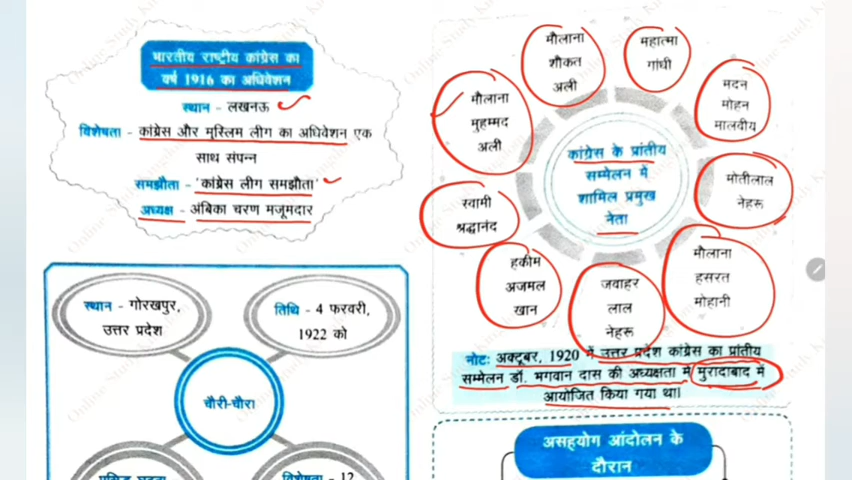 भारतीय राष्ट्रीय कांग्रेस का
वर्ष 1916 का अधिवेशन
स्थान - लखनऊ
विशेषता - कांग्रेस और मुस्लिम लीग का अधिवेशन एक
साथ संपन्न
समझौता - 'कांग्रेस लीग समझौता'
अध्यक्ष - अंबिका चरण मजूमदार
स्थान - गोरखपुर,
उत्तर प्रदेश
तिथि - 4 फरवरी,
1922 को
चौरी-चौरा
विशेषता - 12
मौलाना
शौकत
अली
महात्मा
गांधी
मदन
मोहन
मालवीय
मोतीलाल
नेहरू
मौलाना
हसरत
मोहानी
जवाहर
लाल
नेहरू
हकीम
अजमल
खान
स्वामी
श्रद्धानंद
मौलाना
मुहम्मद
अली
कांग्रेस के प्रांतीय
सम्मेलन में
शामिल प्रमुख
नेता
नोटः अक्टूबर, 1920 में उत्तर प्रदेश कांग्रेस का प्रांतीय
सम्मेलन डॉ. भगवान दास की अध्यक्षता में मुरादाबाद में
आयोजित किया गया था।
असहयोग आंदोलन के
दौरान